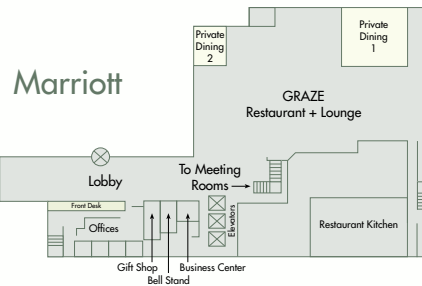 Private
Dining
2
Private
Dining
1
Marriott
GRAZE
Restaurant + Lounge
To Meeting
Rooms
Lobby
Front Desk
Offices
Elevators
Restaurant Kitchen
Gift Shop
Business Center
Bell Stand